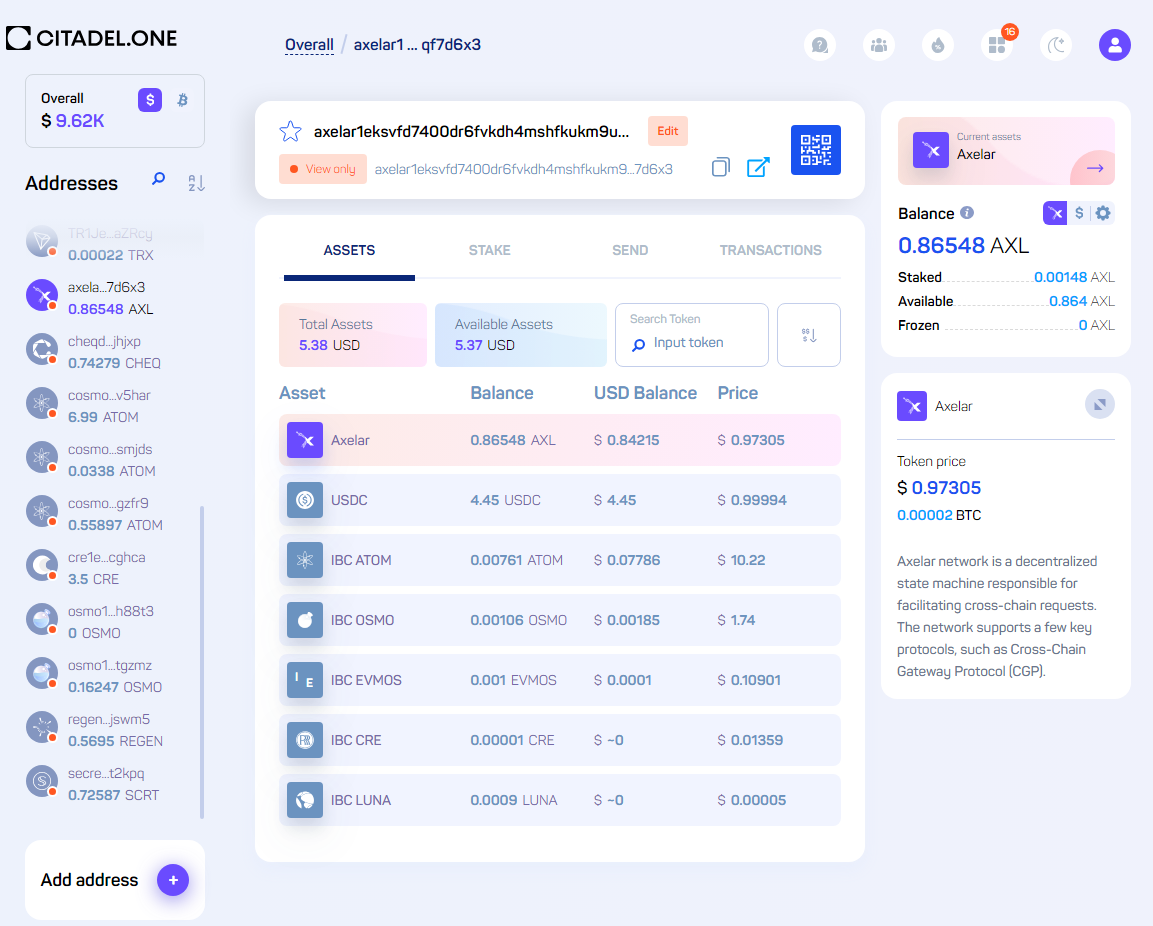 CITADEL.ONE
Overall / axelar1 ... qf7d6x3
16
Overall
$ 9.62K
$
Addresses
A
Z
TR1Je...aZRcy
0.00022 TRX
axela...7d6x3
0.86548 AXL
cheqd...jhjxp
0.74279 CHEQ
cosmo...v5har
6.99 ATOM
cosmo...smjds
0.0338 ATOM
cosmo...gzfr9
0.55897 ATOM
cre1e...cghca
3.5 CRE
osmo1...h88t3
0 OSMO
osmo1...tgzmz
0.16247 OSMO
regen...jswm5
0.5695 REGEN
secre...t2kpq
0.72587 SCRT
Add address
+
axelar1eksvfd7400dr6fvkdh4mshfkukm9u...
Edit
View only
axelar1eksvfd7400dr6fvkdh4mshfkukm9...7d6x3
ASSETS STAKE SEND TRANSACTIONS
Total Assets
5.38 USD
Available Assets
5.37 USD
Search Token
Input token
$$
$
Asset Balance USD Balance Price
Axelar 0.86548 AXL $ 0.84215 $ 0.97305
USDC 4.45 USDC $ 4.45 $ 0.99994
IBC ATOM 0.00761 ATOM $ 0.07786 $ 10.22
IBC OSMO 0.00106 OSMO $ 0.00185 $ 1.74
I E IBC EVMOS 0.001 EVMOS $ 0.0001 $ 0.10901
IBC CRE 0.00001 CRE $ ~0 $ 0.01359
IBC LUNA 0.0009 LUNA $ ~0 $ 0.00005
Current assets
Axelar
Balance i
$
0.86548 AXL
Staked 0.00148 AXL
Available 0.864 AXL
Frozen 0 AXL
Axelar
Token price
$ 0.97305
0.00002 BTC
Axelar network is a decentralized
state machine responsible for
facilitating cross-chain requests.
The network supports a few key
protocols, such as Cross-Chain
Gateway Protocol (CGP).